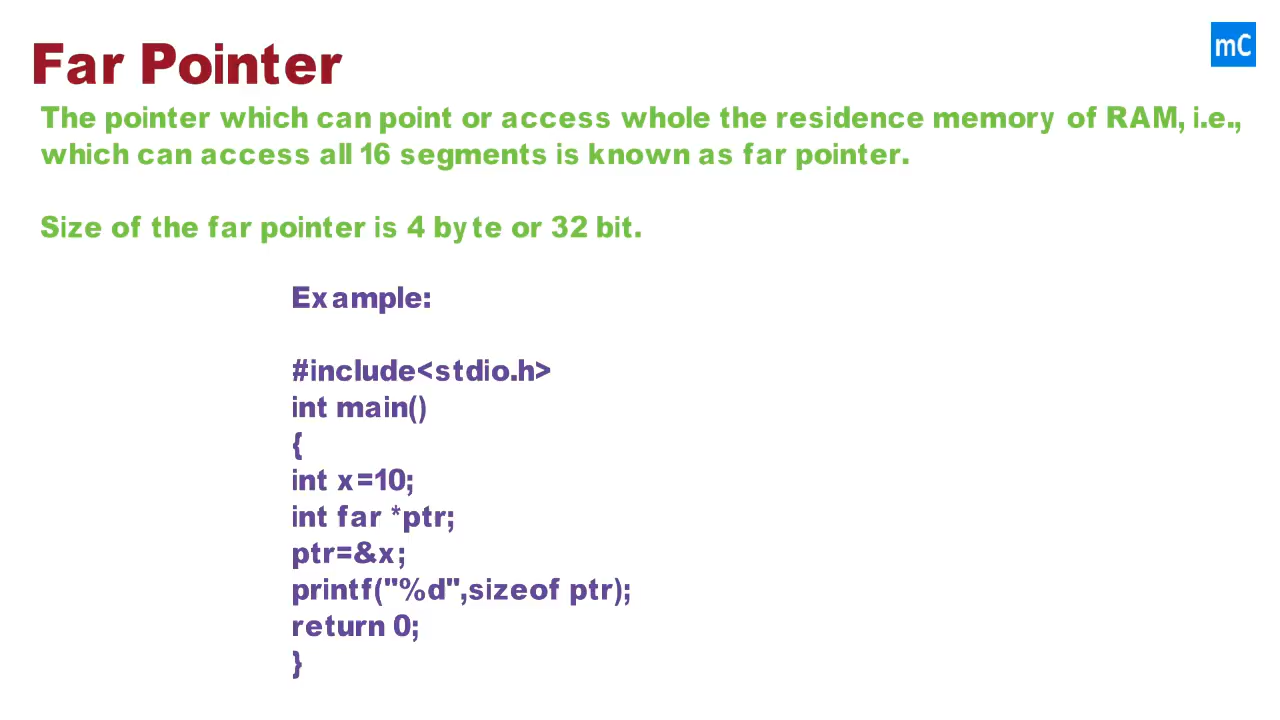 mC
Far Pointer
The pointer which can point or access whole the residence memory of RAM, i.e.,
which can access all 16 segments is known as far pointer.
Size of the far pointer is 4 byte or 32 bit.
Example:
#include<stdio.h>
int main()
{
int x=10;
int far *ptr;
ptr=&x;
printf("%d",sizeof ptr);
return 0;
}